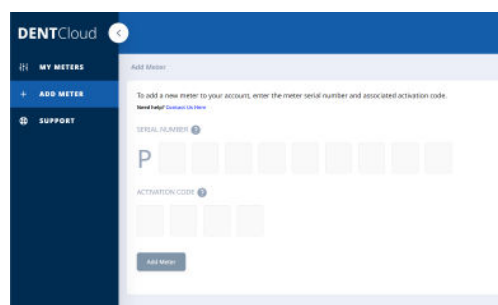 DENTCloud
MY METERS
ADD METER
SUPPORT
Add Meter
To add a new meter to your account, enter the meter serial number and associated activation code.
Need help? Contact Us Here
SERIAL NUMBER ?
P
ACTIVATION CODE ?
Add Meter